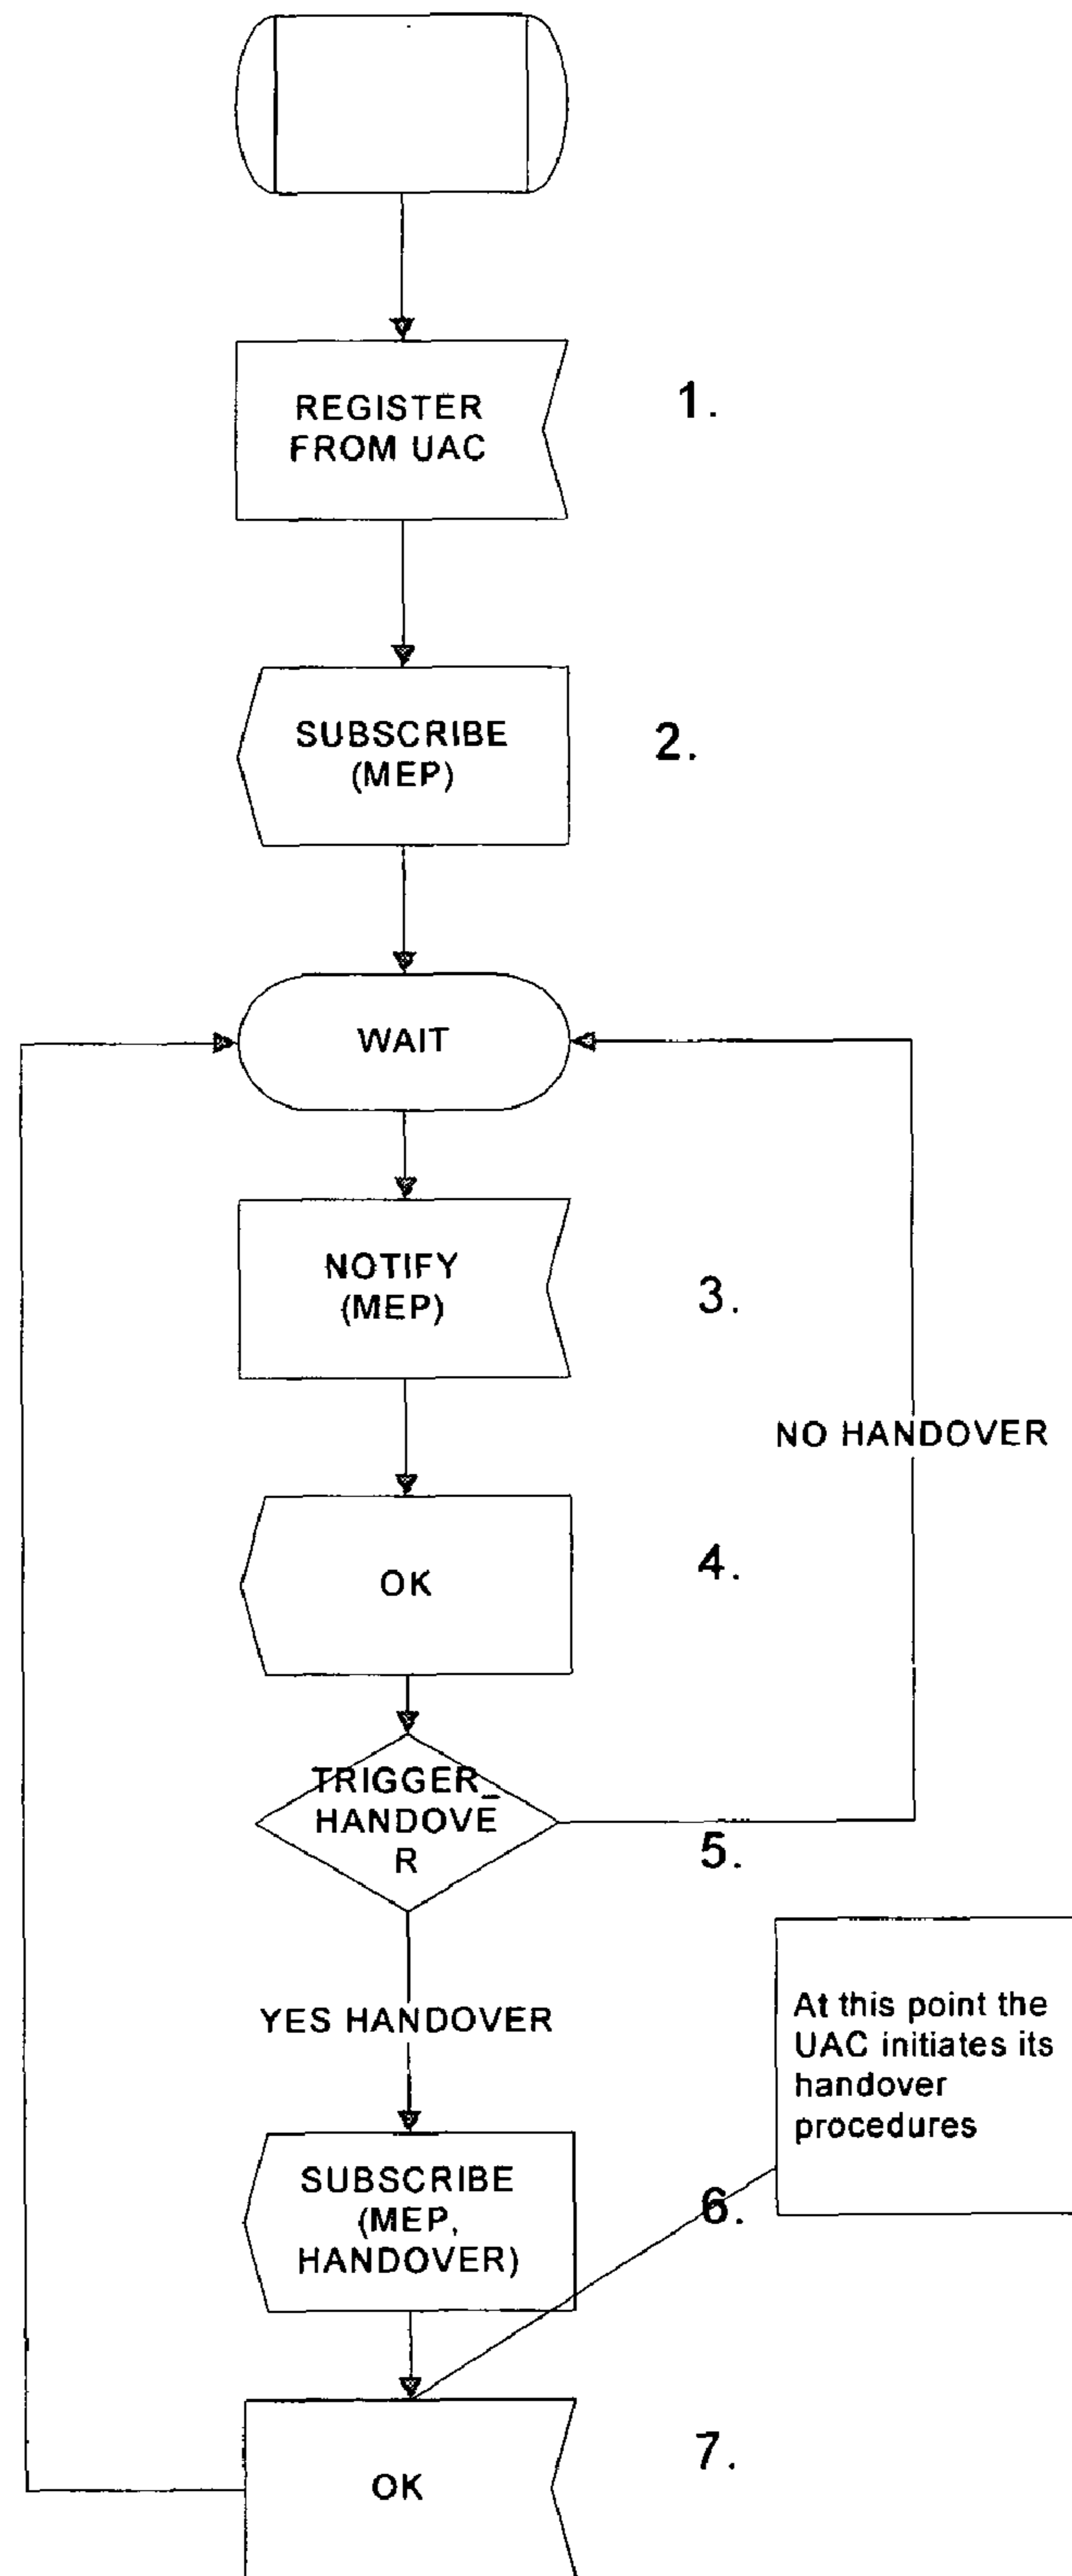 REGISTER
FROM UAC
1.
SUBSCRIBE
(MEP)
2.
WAIT
NOTIFY
(MEP)
3.
NO HANDOVER
OK
4.
TRIGGER_
HANDOVE
R
5.
YES HANDOVER
At this point the
UAC initiates its
handover
procedures
SUBSCRIBE
(MEP,
HANDOVER)
6.
OK
7.